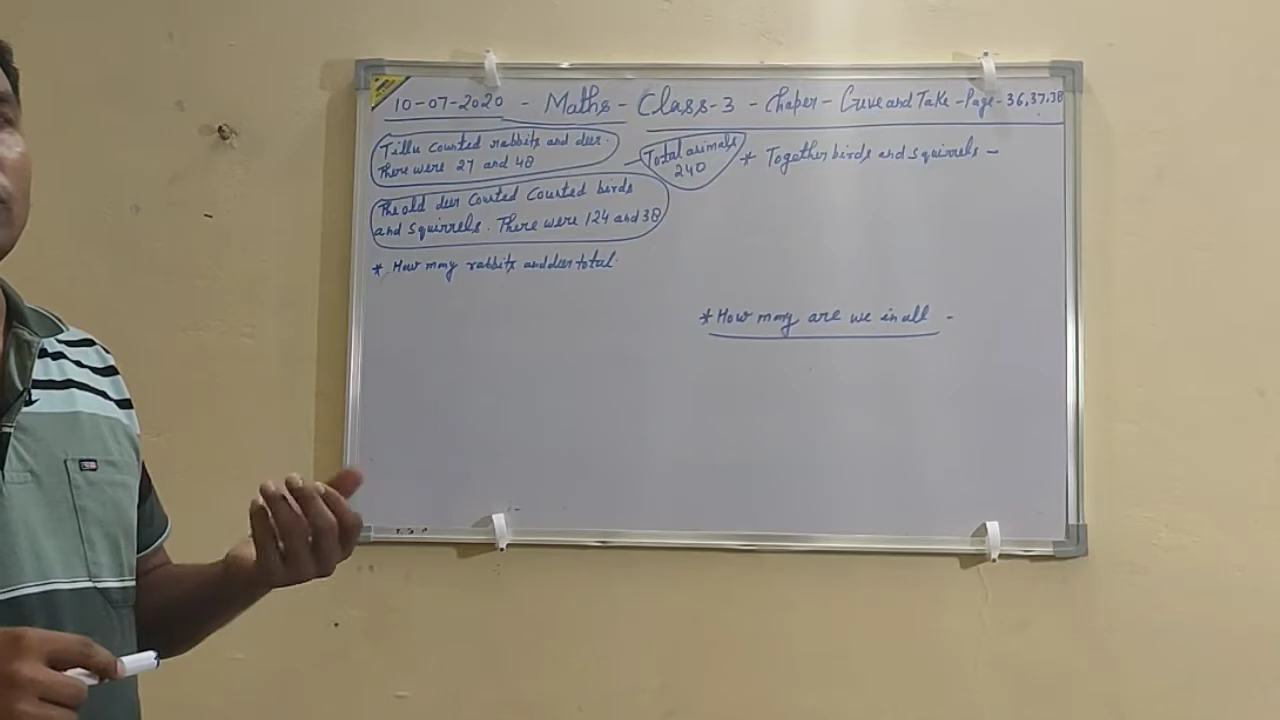 10-07-2020 - Maths - Class-3 - Chaper - Give and Take - Page - 36,37,38
Tillu Counted rabbits and deer.
There were 27 and 48
Total animals
240
The old deer Counted Counted birds
and squirrels. There were 124 and 38
* How many rabbits and deer total.
* Together birds and squirrels -
* How many are we in all -